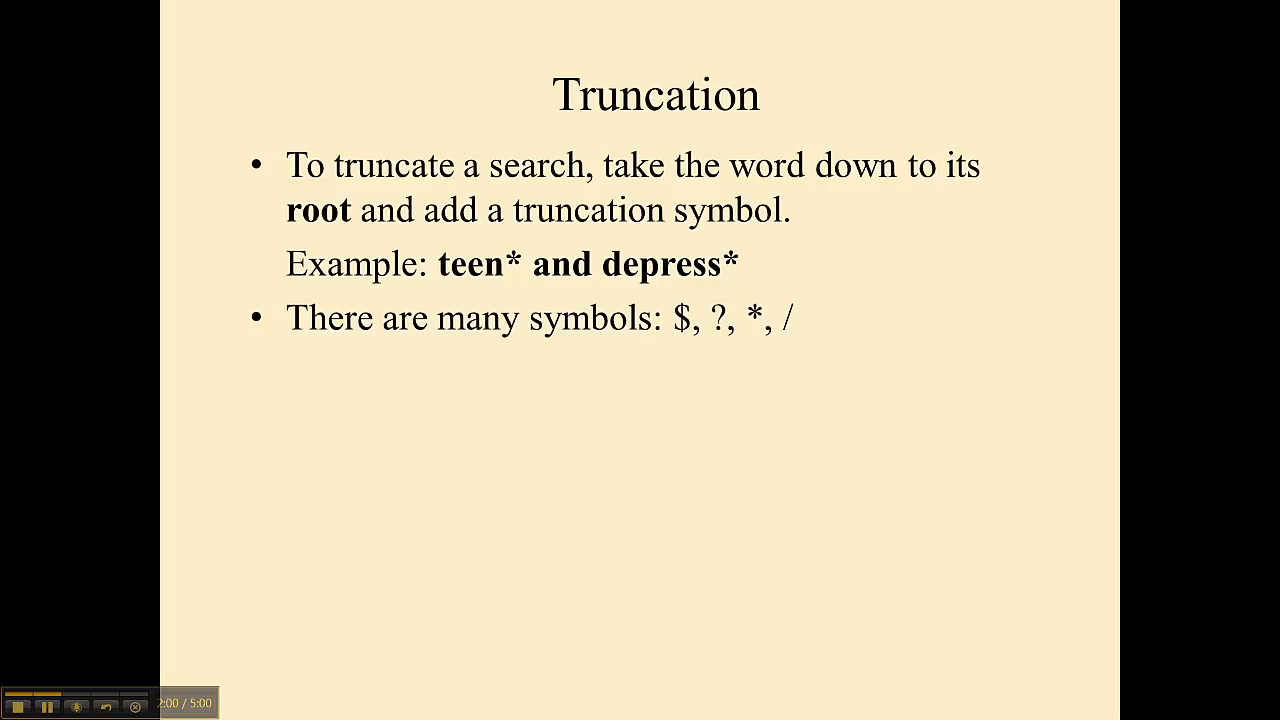 Truncation
• To truncate a search, take the word down to its
root and add a truncation symbol.
Example: teen* and depress*
• There are many symbols: $, ?, *, /
2:00 / 5:00